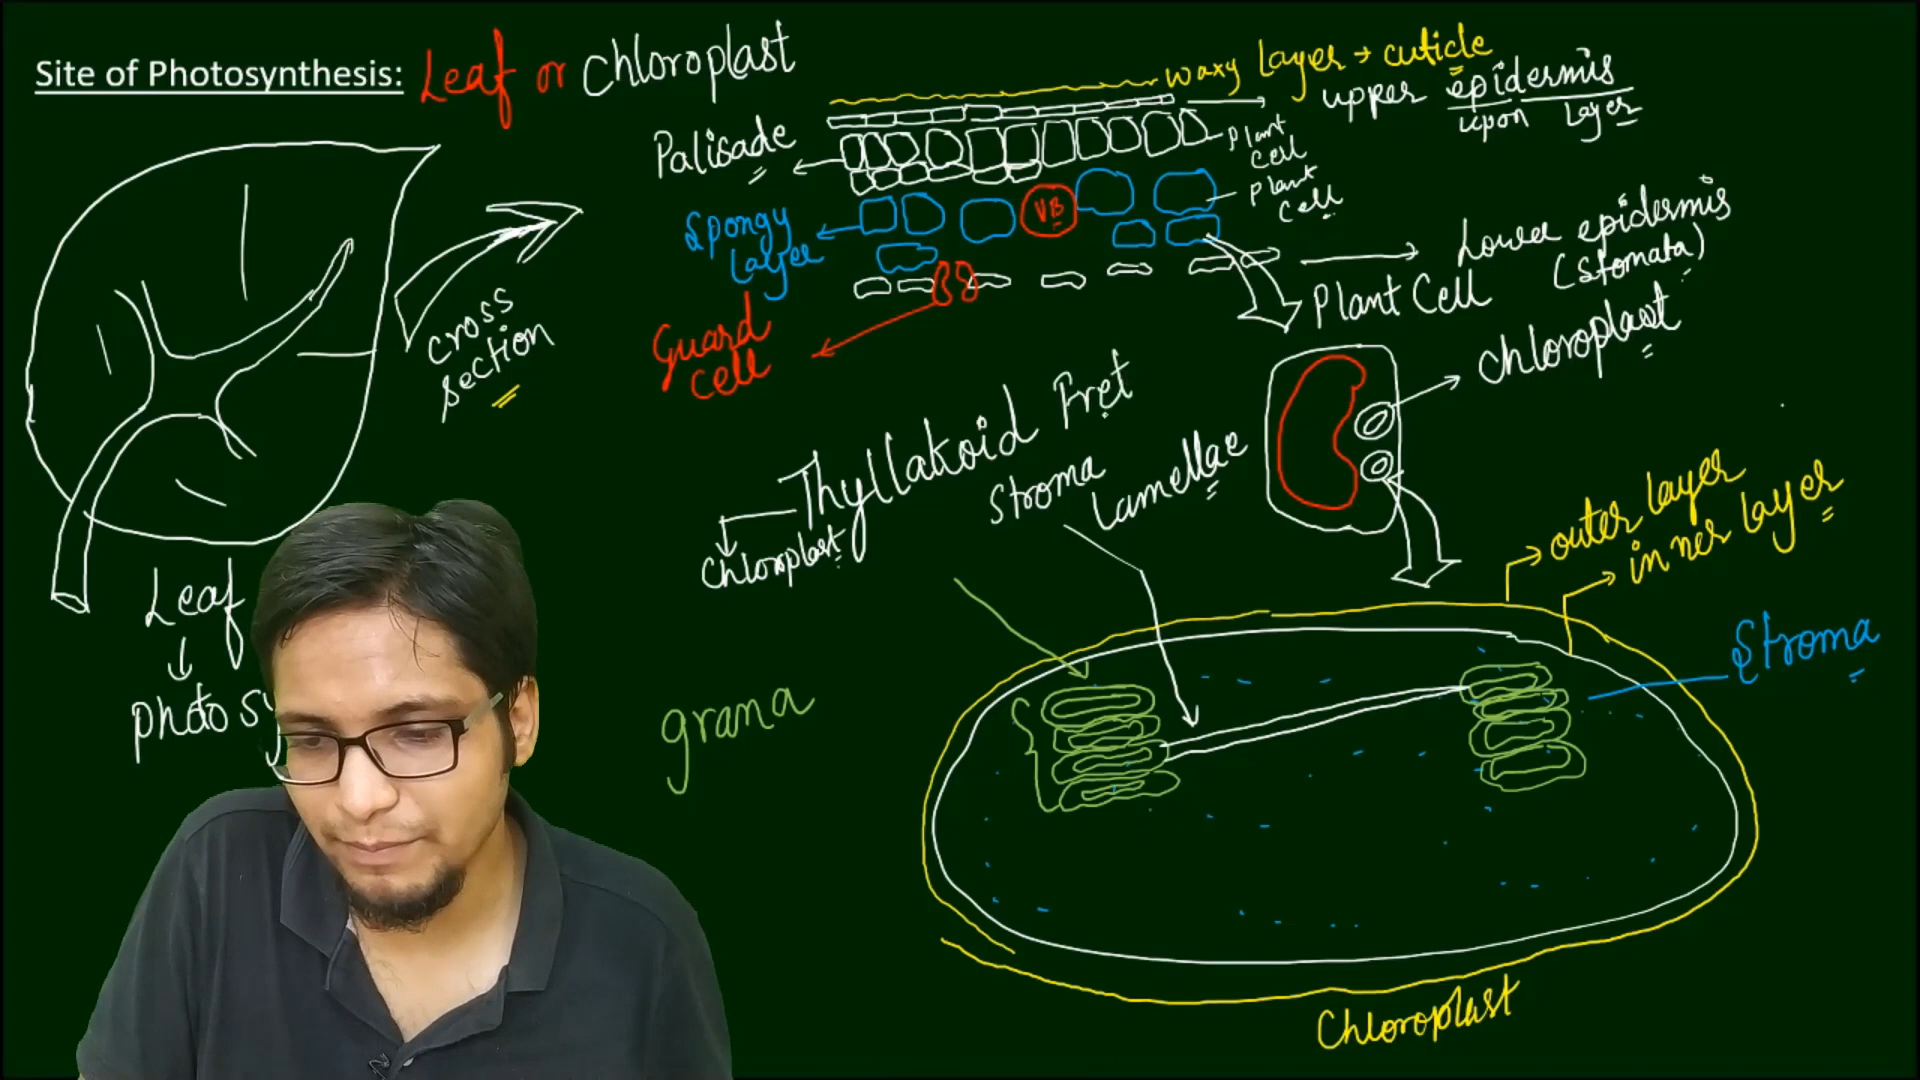 Site of Photosynthesis: Leaf or Chloroplast
waxy layer → cuticle
upper epidermis
upon layer
Palisade
Plant
cell
Plant
cell
Spongy
layer
VB
Lower epidermis
(stomata)
Guard
cell
Plant Cell
cross
section
chloroplast
Thyllakoid Fret
Stroma
Lamellae
chloroplast
outer layer
inner layer
Leaf
photosy
grana
Stroma
Chloroplast